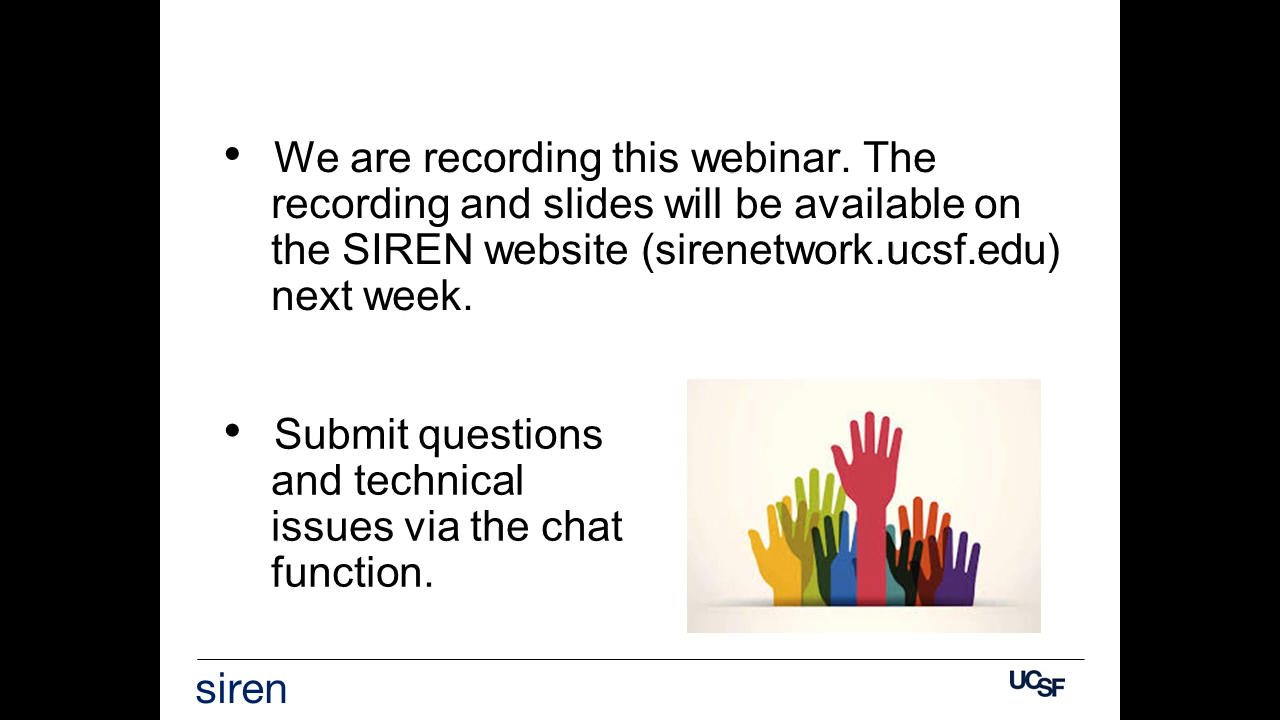 • We are recording this webinar. The
recording and slides will be available on
the SIREN website (sirenetwork.ucsf.edu)
next week.
• Submit questions
and technical
issues via the chat
function.
siren
UCSF